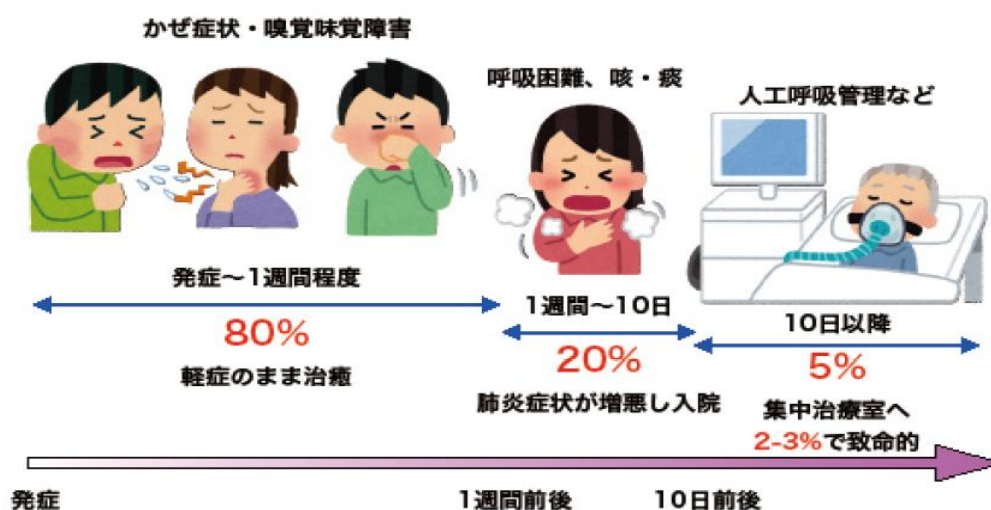 かぜ症状・嗅覚味覚障害
呼吸困難、咳・痰
人工呼吸管理など
発症～1週間程度
80%
軽症のまま治癒
1週間～10日
20%
肺炎症状が増悪し入院
10日以降
5%
集中治療室へ
2-3%で致命的
発症
1週間前後
10日前後